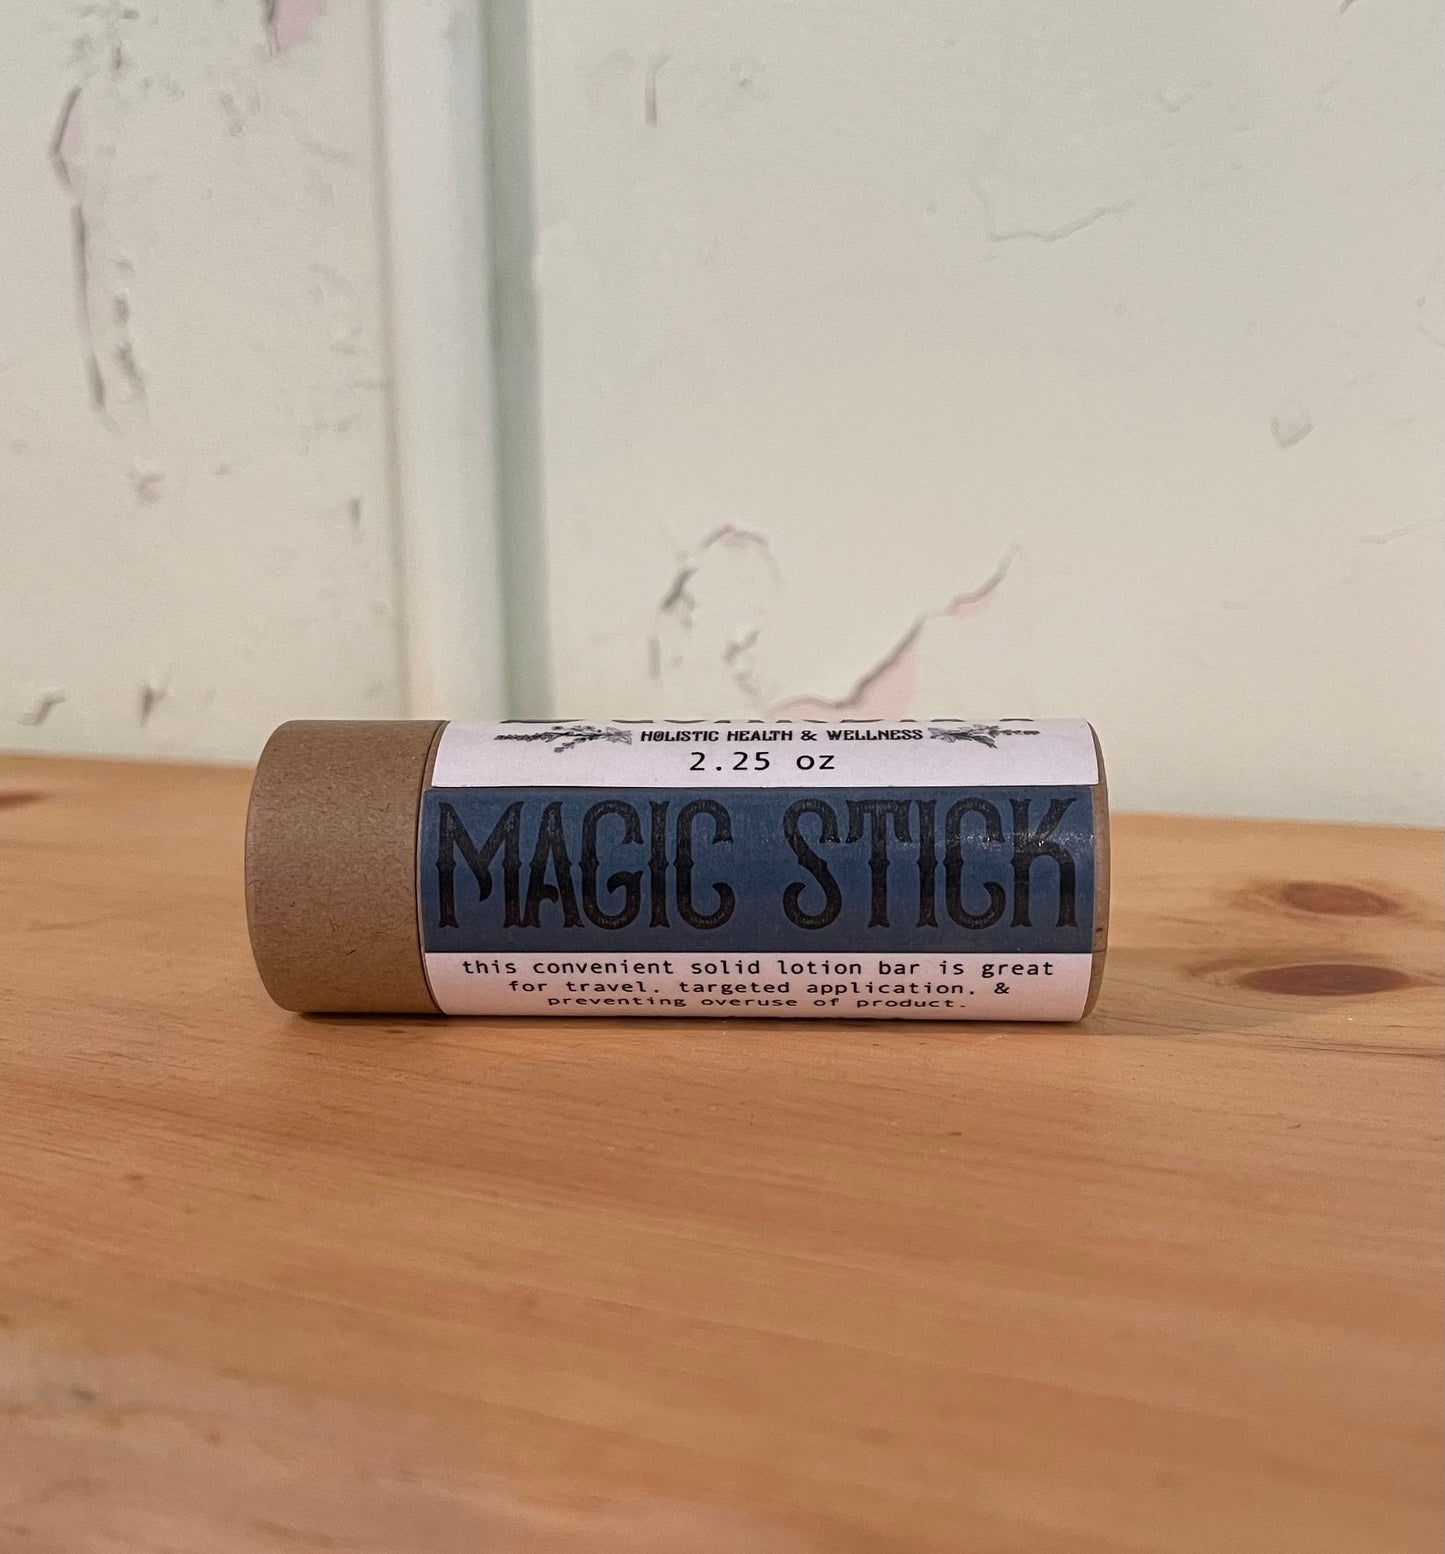 HOLISTIC HEALTH & WELLNESS
2.25 oz
MAGIC STICK
this convenient solid lotion bar is great
for travel, targeted application, &
preventing overuse of product.